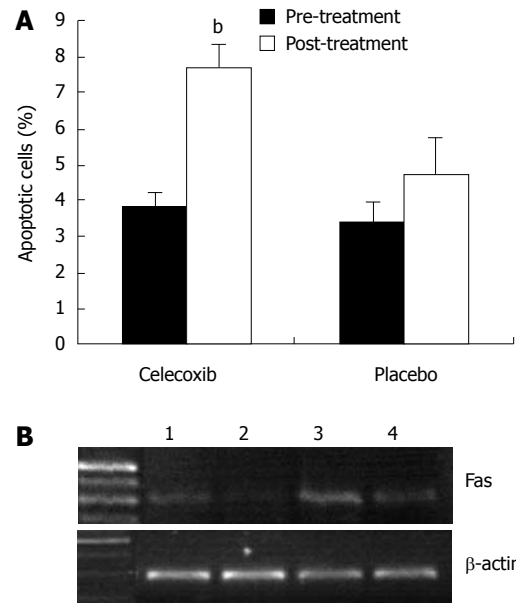 A
Apoptotic cells (%)
9
8
7
6
5
4
3
2
1
0
b
Pre-treatment
Post-treatment
Celecoxib
Placebo
B
1 2 3 4
Fas
β-actin